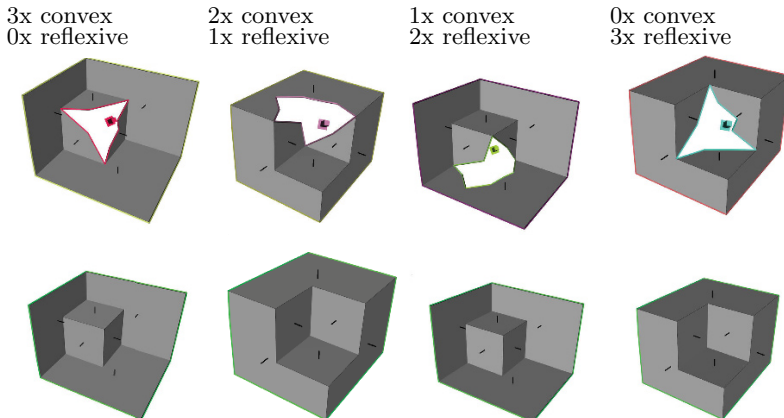 3x convex
0x reflexive
2x convex
1x reflexive
1x convex
2x reflexive
0x convex
3x reflexive